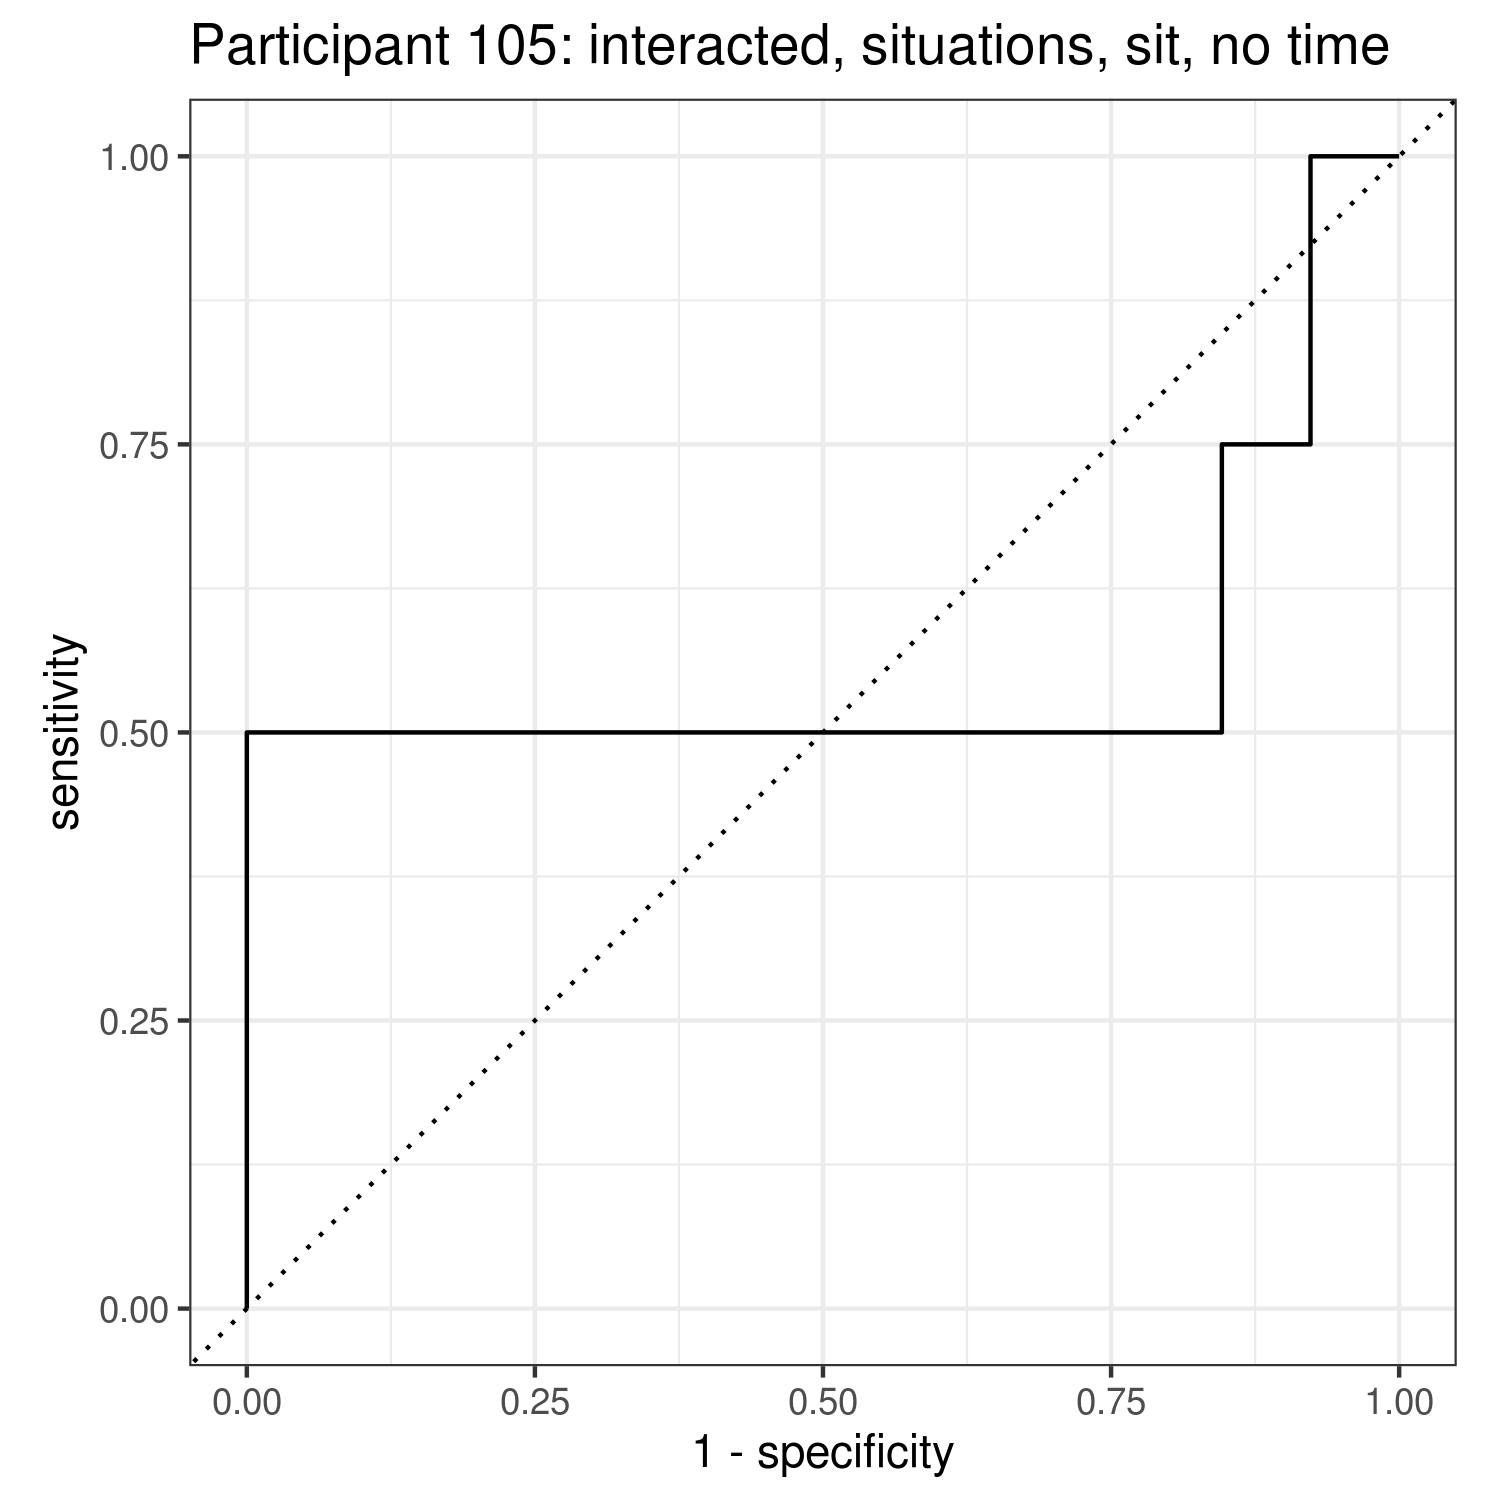 Participant 105: interacted, situations, sit, no time
sensitivity
1.00
0.75
0.50
0.25
0.00
0.00 0.25 0.50 0.75 1.00
1 - specificity